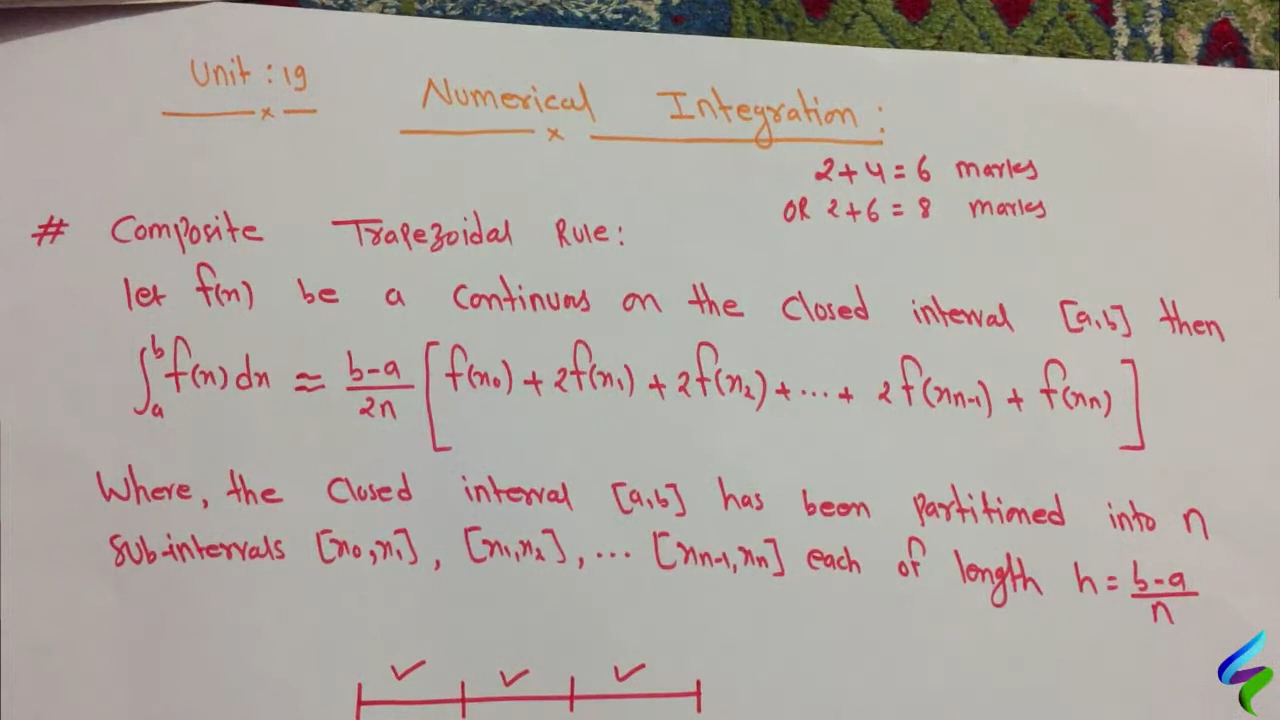 Unit : 19 Numerical Integration :
2+4 = 6 marks
OR 2+6 = 8 marks
# Composite Trapezoidal Rule:
let f(x) be a continuos on the closed interval [a,b] then
∫_a^b f(x) dx ≈ (b-a)/(2n) [f(x₀) + 2f(x₁) + 2f(x₂) + ... + 2f(xₙ₋₁) + f(xₙ)]
Where, the closed interval [a,b] has been partitioned into n
sub-intervals [x₀,x₁], [x₁,x₂], ... [xₙ₋₁,xₙ] each of length h = (b-a)/n